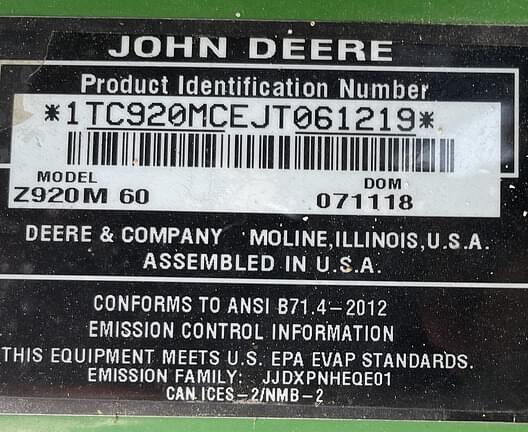 JOHN DEERE
Product Identification Number
*1TC920MCEJT061219*
MODEL DOM
Z920M 60 071118
DEERE & COMPANY MOLINE, ILLINOIS, U.S.A.
ASSEMBLED IN U.S.A.
CONFORMS TO ANSI B71.4-2012
EMISSION CONTROL INFORMATION
THIS EQUIPMENT MEETS U.S. EPA EVAP STANDARDS.
EMISSION FAMILY: JJDXPNHEQE01
CAN ICES-2/NMB-2